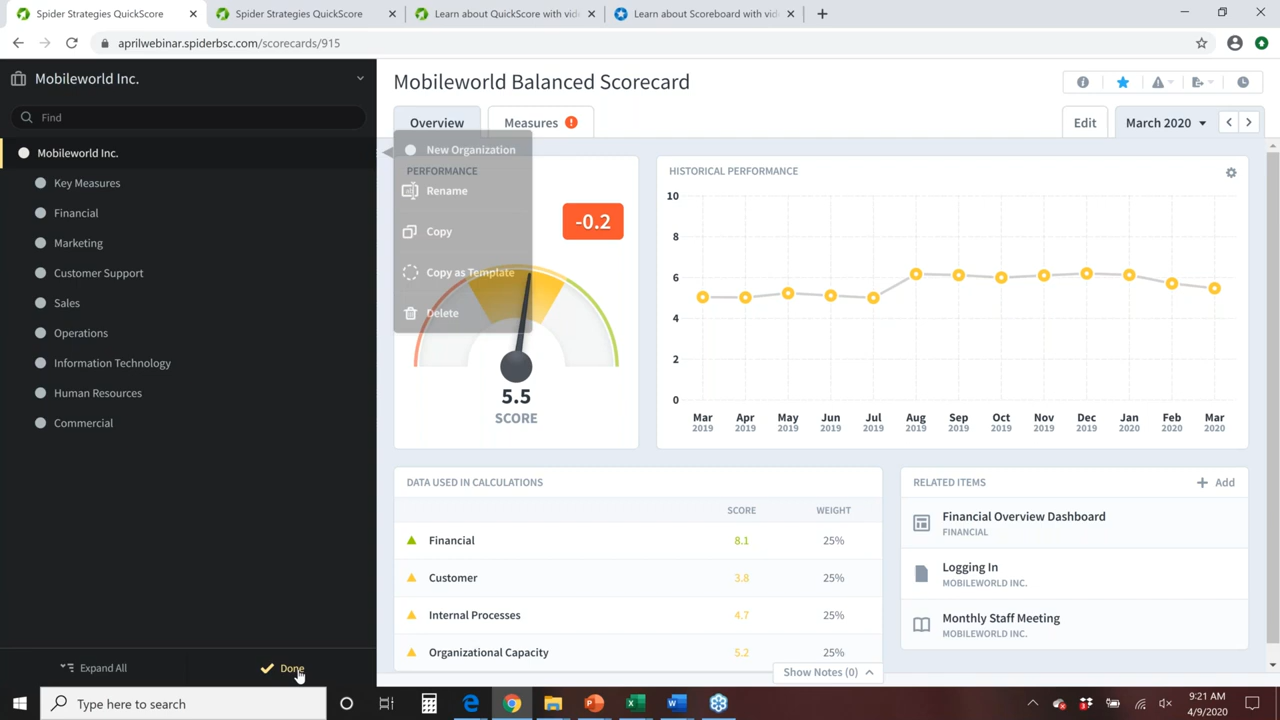 Spider Strategies QuickScore
Spider Strategies QuickScore
Learn about QuickScore with vid
Learn about Scoreboard with vid
aprilwebinar.spiderbsc.com/scorecards/915
Mobileworld Inc.
Find
Mobileworld Inc.
Key Measures
Financial
Marketing
Customer Support
Sales
Operations
Information Technology
Human Resources
Commercial
Expand All
Done
Mobileworld Balanced Scorecard
Overview
Measures
Edit
March 2020
New Organization
Rename
Copy
Copy as Template
Delete
PERFORMANCE
-0.2
5.5
SCORE
HISTORICAL PERFORMANCE
10
8
6
4
2
0
Mar Apr May Jun Jul Aug Sep Oct Nov Dec Jan Feb Mar
2019 2019 2019 2019 2019 2019 2019 2019 2019 2019 2020 2020 2020
DATA USED IN CALCULATIONS
SCORE WEIGHT
Financial 8.1 25%
Customer 3.8 25%
Internal Processes 4.7 25%
Organizational Capacity 5.2 25%
Show Notes (0)
RELATED ITEMS
Add
Financial Overview Dashboard
FINANCIAL
Logging In
MOBILEWORLD INC.
Monthly Staff Meeting
MOBILEWORLD INC.
Type here to search
9:21 AM
4/9/2020